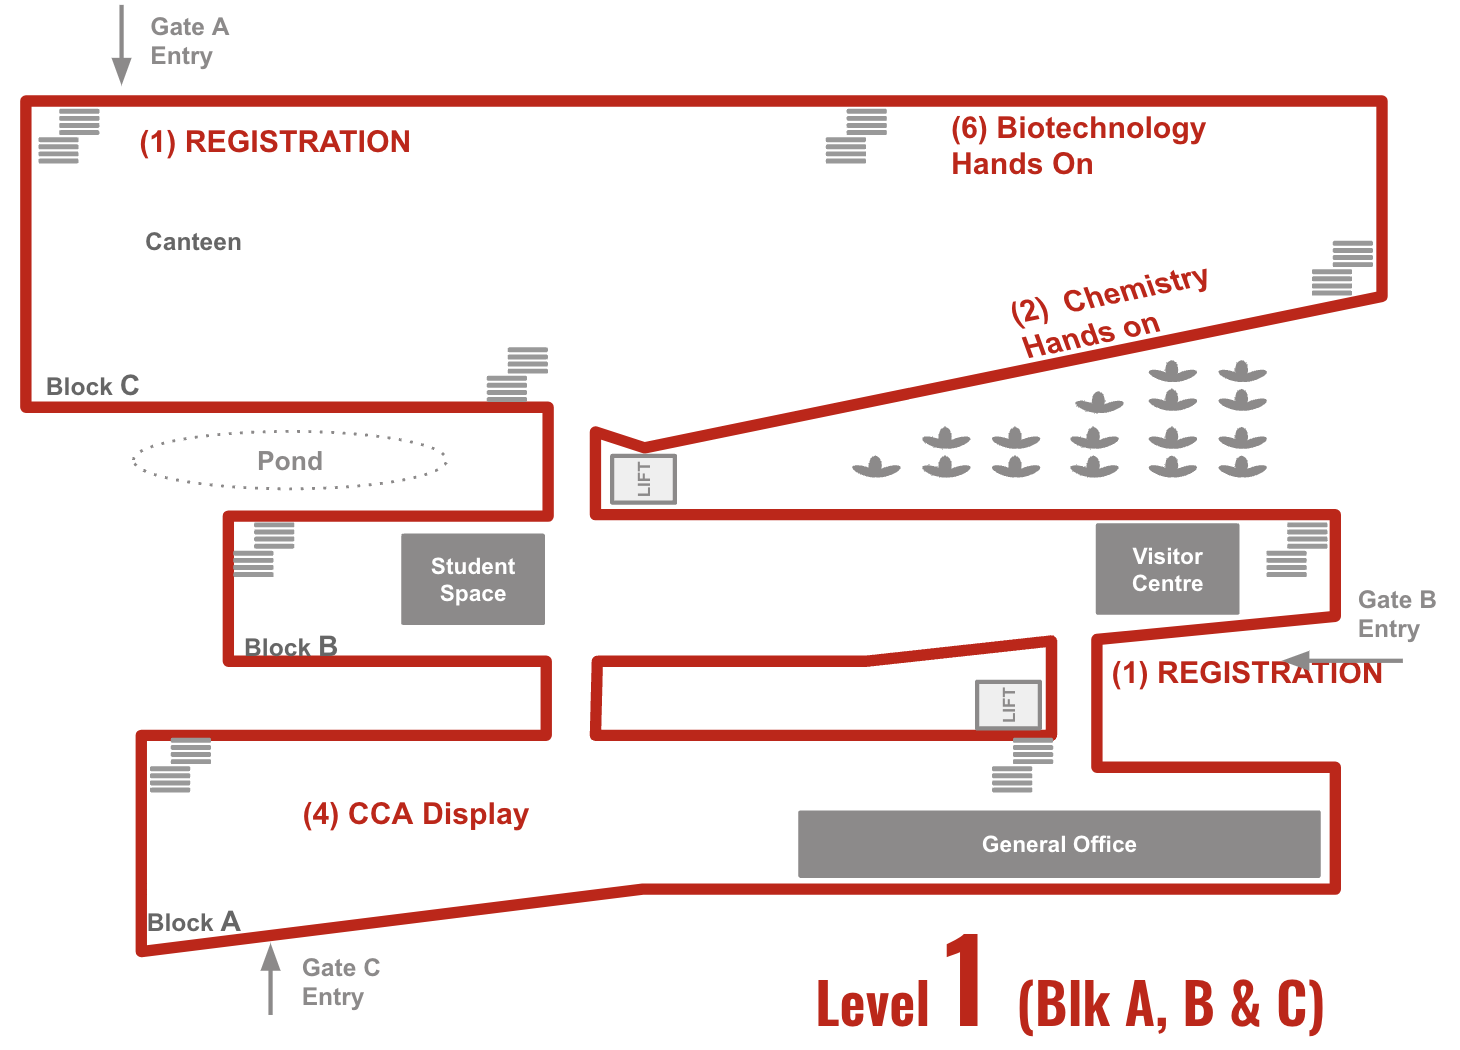 Gate A
Entry
(1) REGISTRATION
(6) Biotechnology
Hands On
Canteen
(2) Chemistry
Hands on
Block C
Pond
LIFT
Student
Space
Visitor
Centre
Gate B
Entry
Block B
(1) REGISTRATION
LIFT
(4) CCA Display
General Office
Block A
Gate C
Entry
Level 1 (Blk A, B & C)